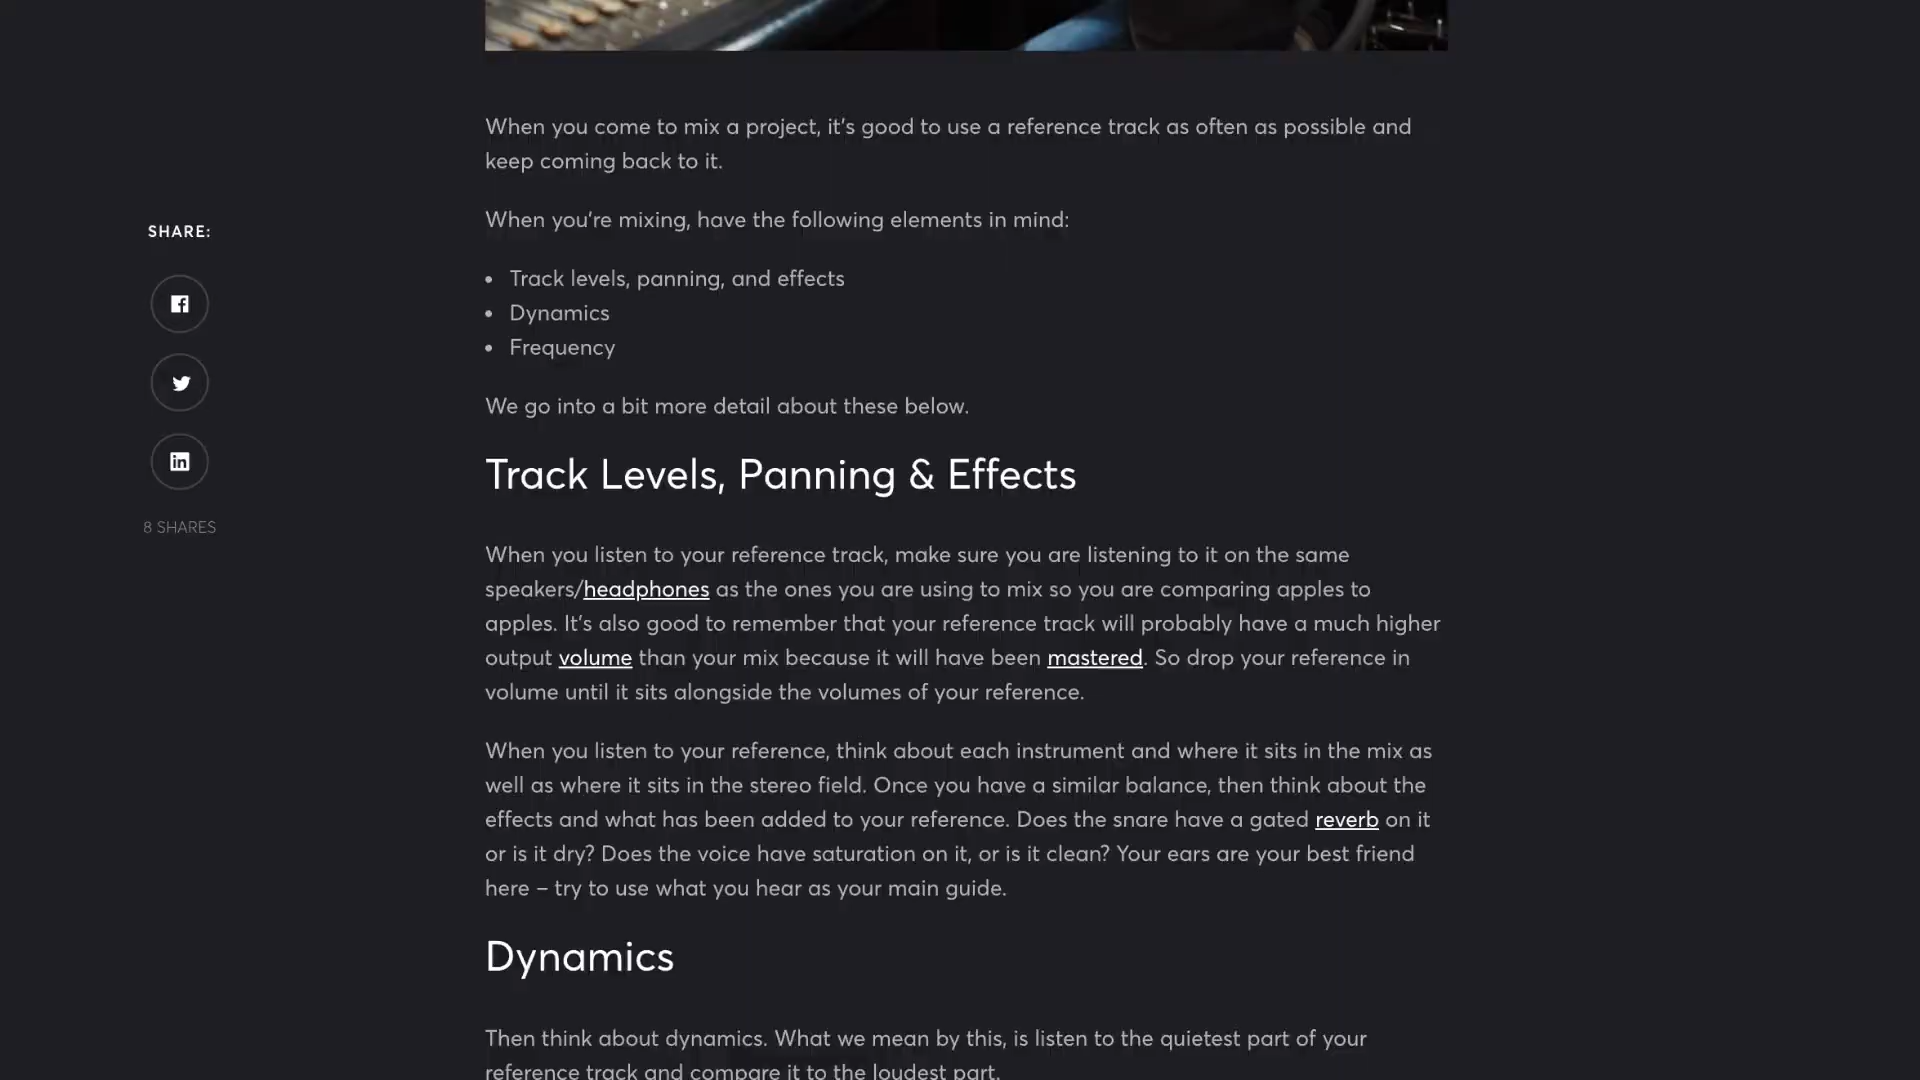 When you come to mix a project, it's good to use a reference track as often as possible and
keep coming back to it.
When you're mixing, have the following elements in mind:
SHARE:
• Track levels, panning, and effects
• Dynamics
• Frequency
We go into a bit more detail about these below.
Track Levels, Panning & Effects
8 SHARES
When you listen to your reference track, make sure you are listening to it on the same
speakers/headphones as the ones you are using to mix so you are comparing apples to
apples. It's also good to remember that your reference track will probably have a much higher
output volume than your mix because it will have been mastered. So drop your reference in
volume until it sits alongside the volumes of your reference.
When you listen to your reference, think about each instrument and where it sits in the mix as
well as where it sits in the stereo field. Once you have a similar balance, then think about the
effects and what has been added to your reference. Does the snare have a gated reverb on it
or is it dry? Does the voice have saturation on it, or is it clean? Your ears are your best friend
here – try to use what you hear as your main guide.
Dynamics
Then think about dynamics. What we mean by this, is listen to the quietest part of your
reference track and compare it to the loudest part.